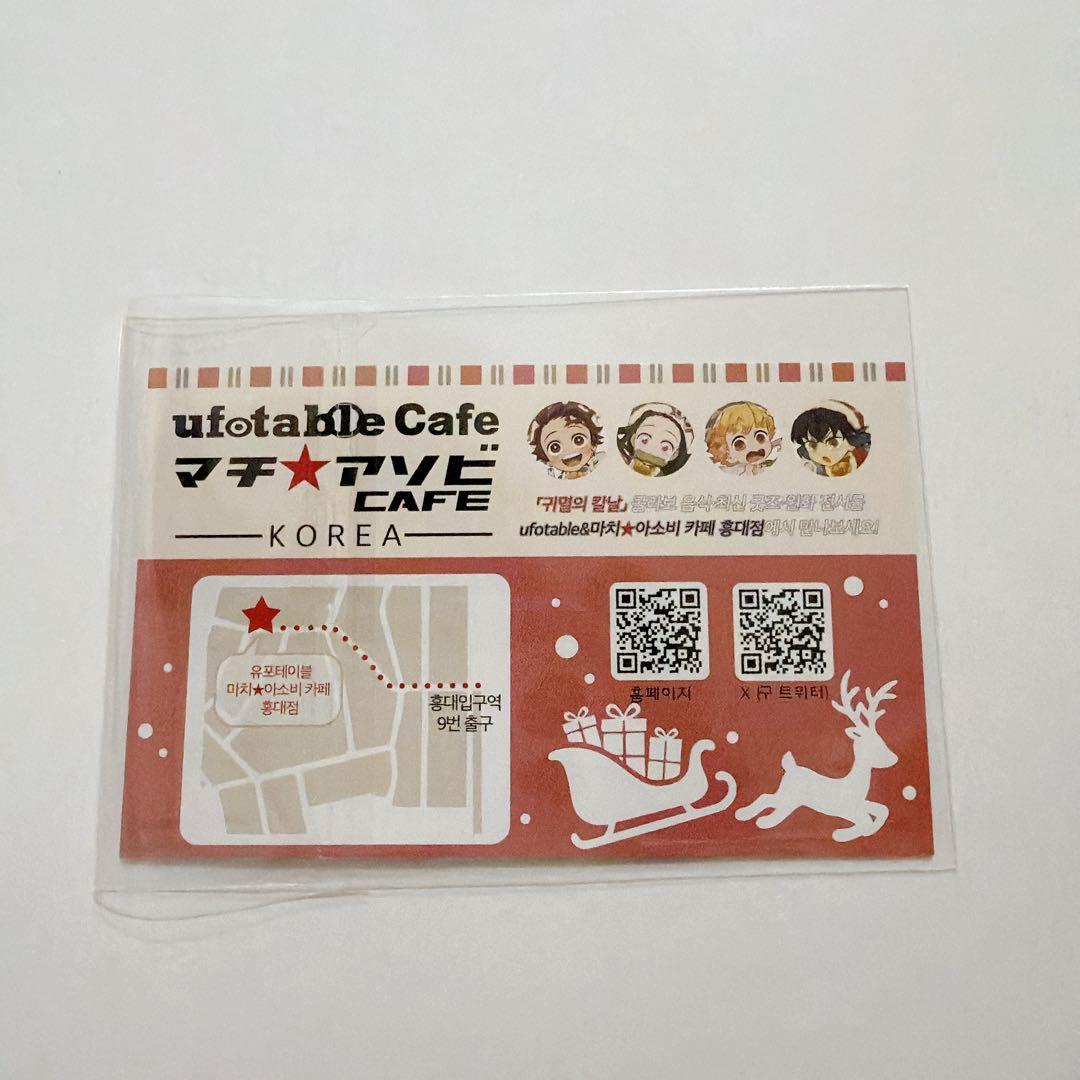 ufotable Cafe
マチ★アソビ
CAFE
KOREA
「귀멸의 칼날」 콜라보 음식·최신 굿즈·원화 전시를
ufotable&마치★아소비 카페 홍대점에서 만나보세요!
유포테이블
마치★아소비 카페
홍대점
홍대입구역
9번 출구
홈페이지
X (구 트위터)